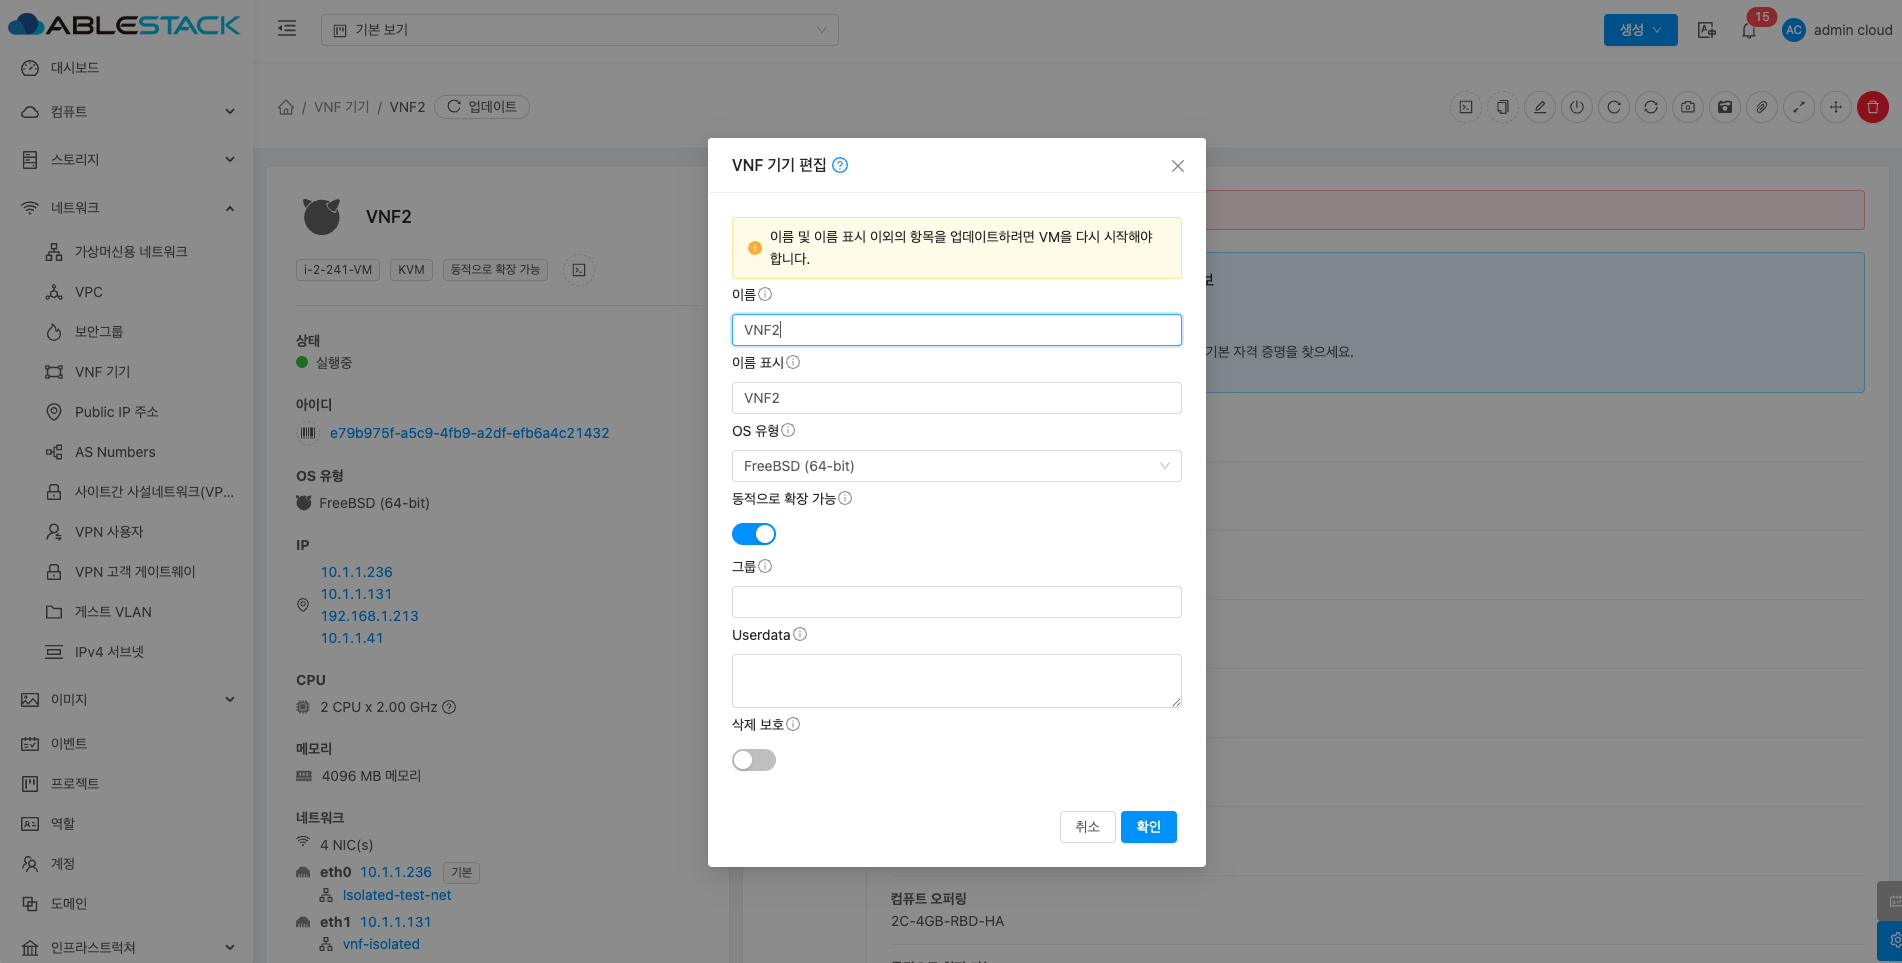 ABLESTACK
기본 보기
생성
15
AC
admin cloud
대시보드
컴퓨트
스토리지
네트워크
가상머신용 네트워크
VPC
보안그룹
VNF 기기
Public IP 주소
AS Numbers
사이트간 사설네트워크(VP...
VPN 사용자
VPN 고객 게이트웨이
게스트 VLAN
IPv4 서브넷
이미지
이벤트
프로젝트
역할
계정
도메인
인프라스트럭쳐
/ VNF 기기 / VNF2
업데이트
VNF2
i-2-241-VM
KVM
동적으로 확장 가능
상태
실행중
아이디
e79b975f-a5c9-4fb9-a2df-efb6a4c21432
OS 유형
FreeBSD (64-bit)
IP
10.1.1.236
10.1.1.131
192.168.1.213
10.1.1.41
CPU
2 CPU x 2.00 GHz
메모리
4096 MB 메모리
네트워크
4 NIC(s)
eth0 10.1.1.236 기본
Isolated-test-net
eth1 10.1.1.131
vnf-isolated
VNF 기기 편집
이름 및 이름 표시 이외의 항목을 업데이트하려면 VM을 다시 시작해야
합니다.
이름
VNF2
이름 표시
VNF2
OS 유형
FreeBSD (64-bit)
동적으로 확장 가능
그룹
Userdata
삭제 보호
취소
확인
보
기본 자격 증명을 찾으세요.
컴퓨트 오퍼링
2C-4GB-RBD-HA